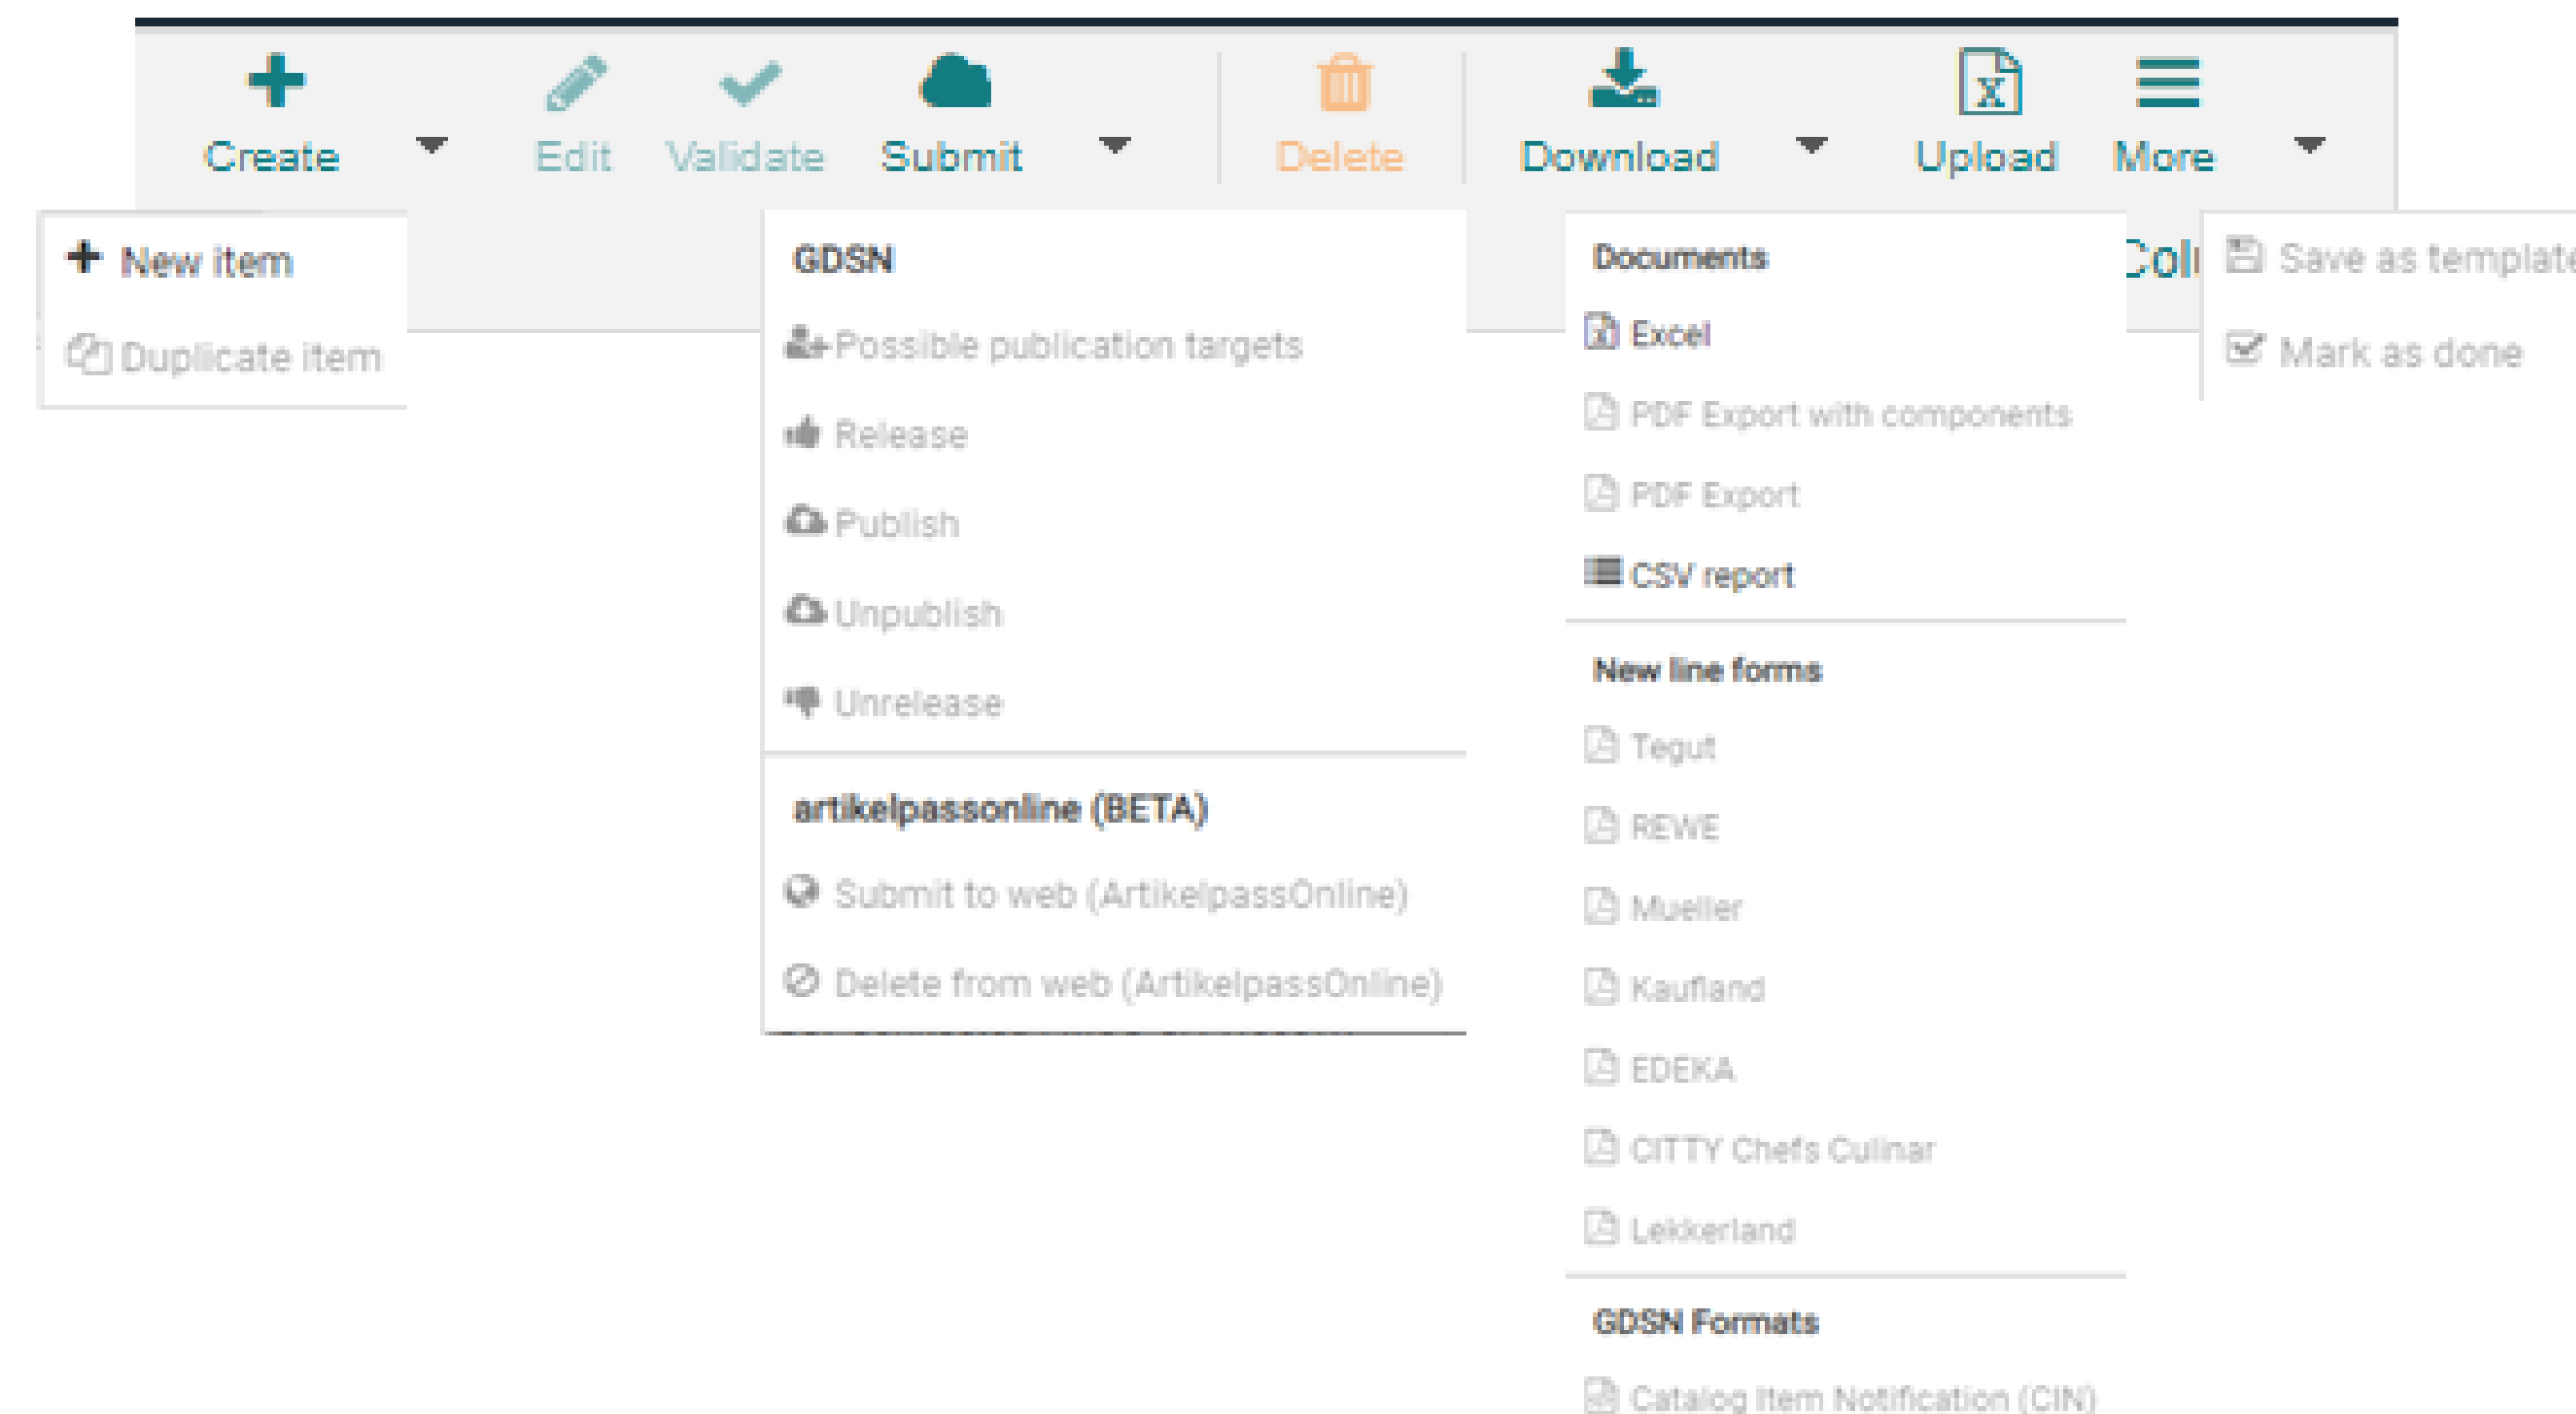 Create Edit Validate Submit Delete Download Upload More
New item
Duplicate item
GDSN
Possible publication targets
Release
Publish
Unpublish
Unrelease
artikelpassonline (BETA)
Submit to web (ArtikelpassOnline)
Delete from web (ArtikelpassOnline)
Documents
Excel
PDF Export with components
PDF Export
CSV report
New line forms
Tegut
REWE
Mueller
Kaufland
EDEKA
CITTY Chefs Culinar
Lekkerland
GDSN Formats
Catalog Item Notification (CIN)
Save as template
Mark as done